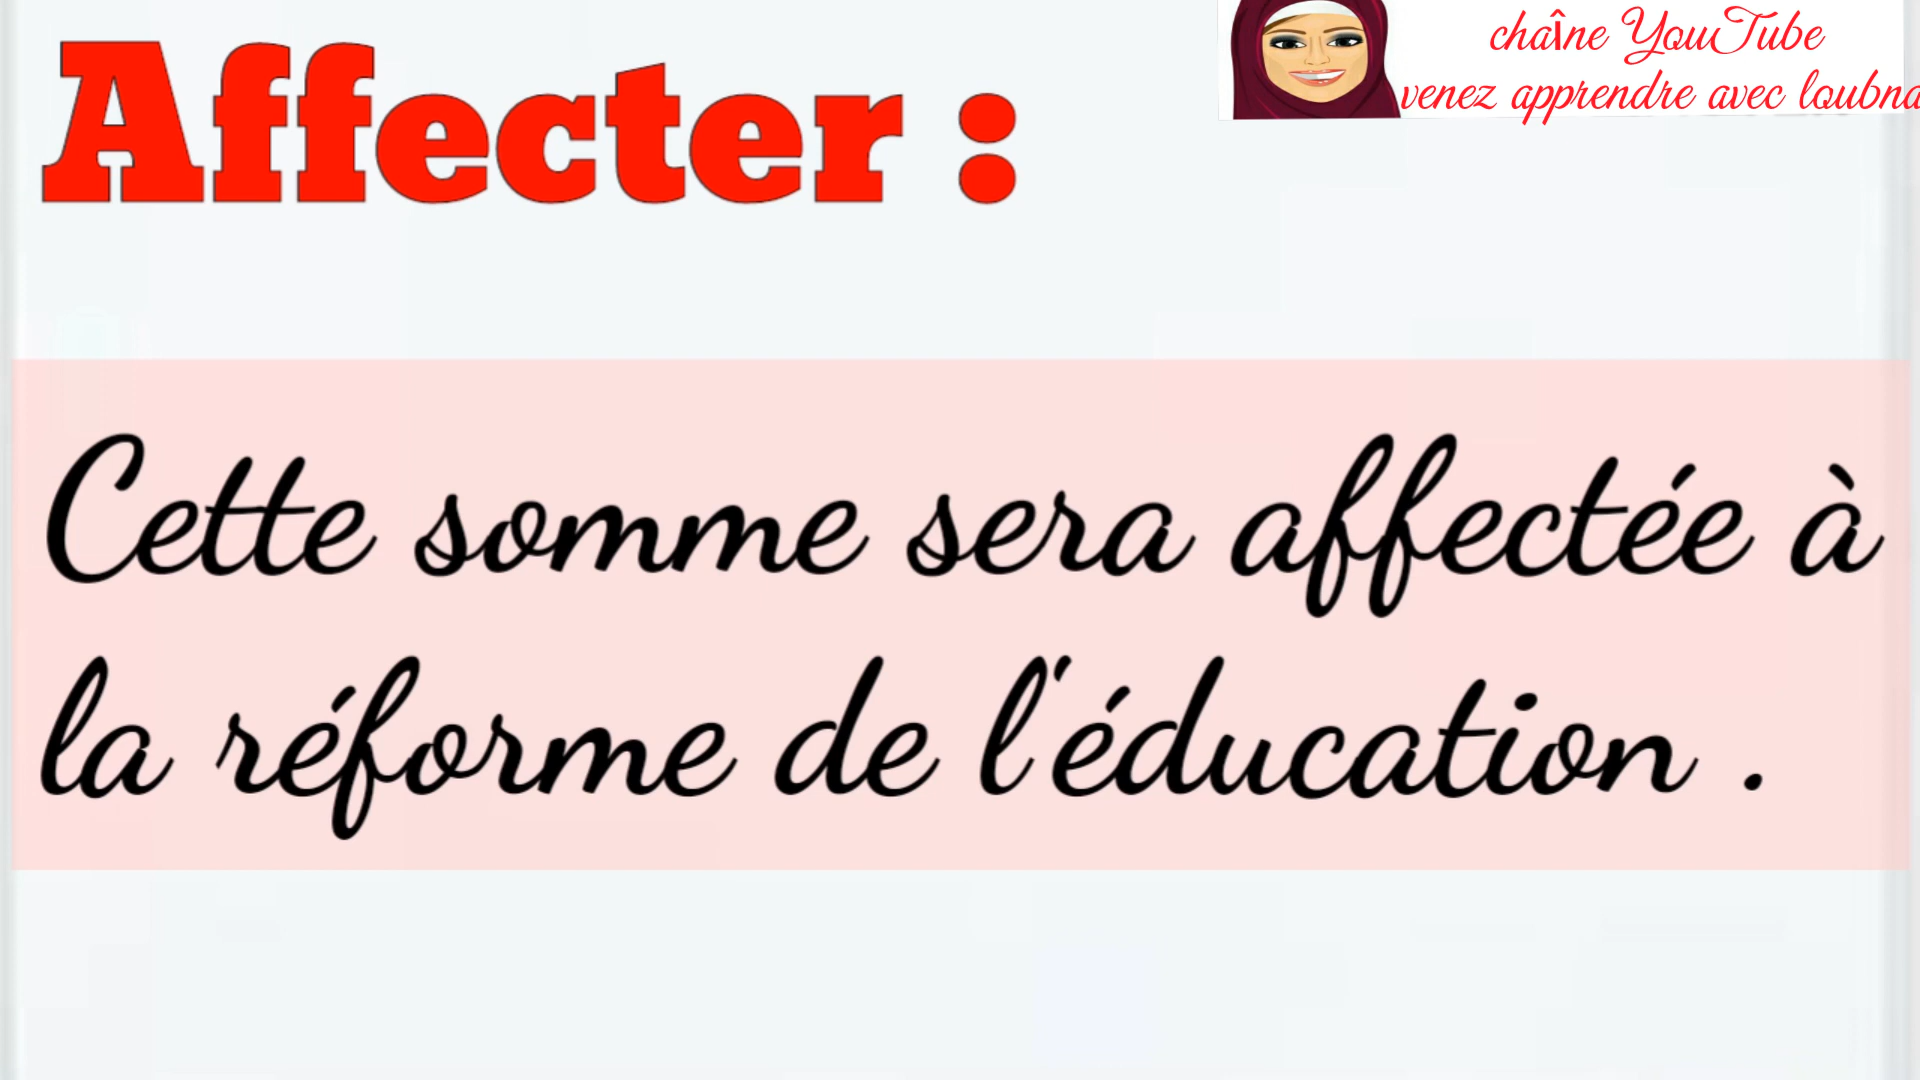 Affecter :
chaîne YouTube
venez apprendre avec loubna
Cette somme sera affectée à
la réforme de l'éducation .